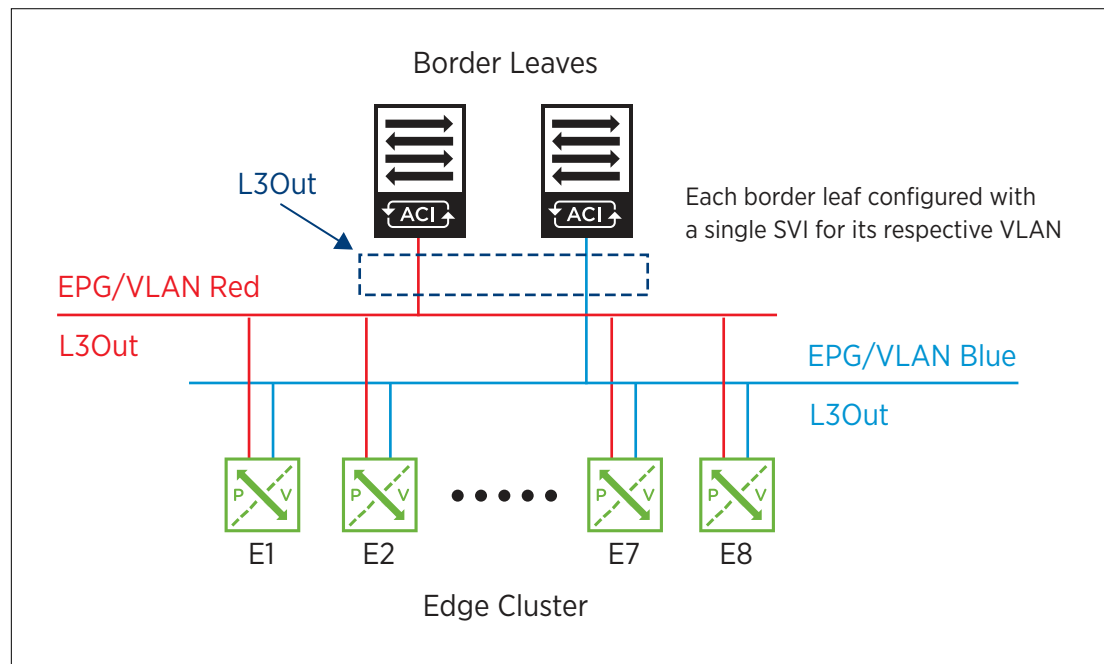 Border Leaves
L3Out
ACI
ACI
Each border leaf configured with
a single SVI for its respective VLAN
EPG/VLAN Red
L3Out
EPG/VLAN Blue
L3Out
P V
P V
P V
P V
E1
E2
E7
E8
Edge Cluster